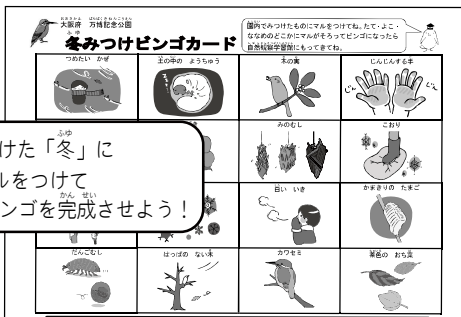 大阪府 万博記念公園
冬みつけビンゴカード
園内でみつけたものにマルをつけてね。たて・よこ・
ななめのどこかにマルがそろってビンゴになったら
自然観察学習館にもってきてね。
つめたい かぜ
土の中の ようちゅう
木の実
じんじんする手
じん
じん
けた「冬」に
ルをつけて
ンゴを完成させよう！
みのむし
こおり
白い いき
かまきりの たまご
だんごむし
はっぱの ない木
カワセミ
茶色の おち葉